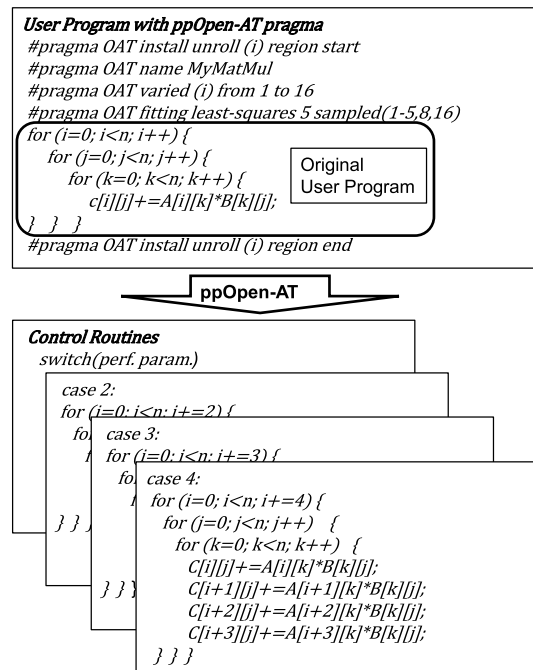 User Program with ppOpen-AT pragma
#pragma OAT install unroll (i) region start
#pragma OAT name MyMatMul
#pragma OAT varied (i) from 1 to 16
#pragma OAT fitting least-squares 5 sampled(1-5,8,16)
for (i=0; i<n; i++) {
for (j=0; j<n; j++) {
for (k=0; k<n; k++) {
c[i][j]+=A[i][k]*B[k][j];
} } }
Original
User Program
#pragma OAT install unroll (i) region end
ppOpen-AT
Control Routines
switch(perf. param.)
case 2:
for (i=0; i<n; i+=2) {
for
f
} } }
case 3:
for (i=0; i<n; i+=3) {
for
} } }
case 4:
for (i=0; i<n; i+=4) {
for (j=0; j<n; j++) {
for (k=0; k<n; k++) {
C[i][j]+=A[i][k]*B[k][j];
C[i+1][j]+=A[i+1][k]*B[k][j];
C[i+2][j]+=A[i+2][k]*B[k][j];
C[i+3][j]+=A[i+3][k]*B[k][j];
} } }